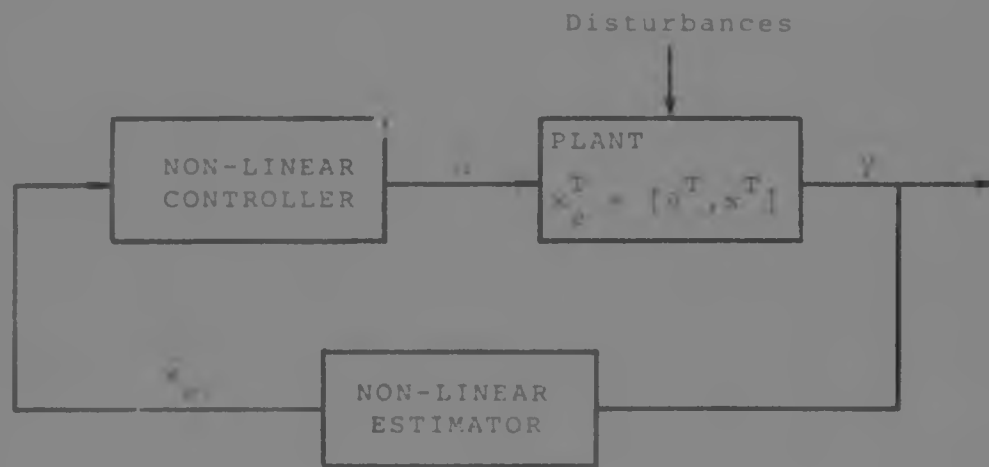 Disturbances
NON-LINEAR
CONTROLLER
u
PLANT
y
NON-LINEAR
ESTIMATOR